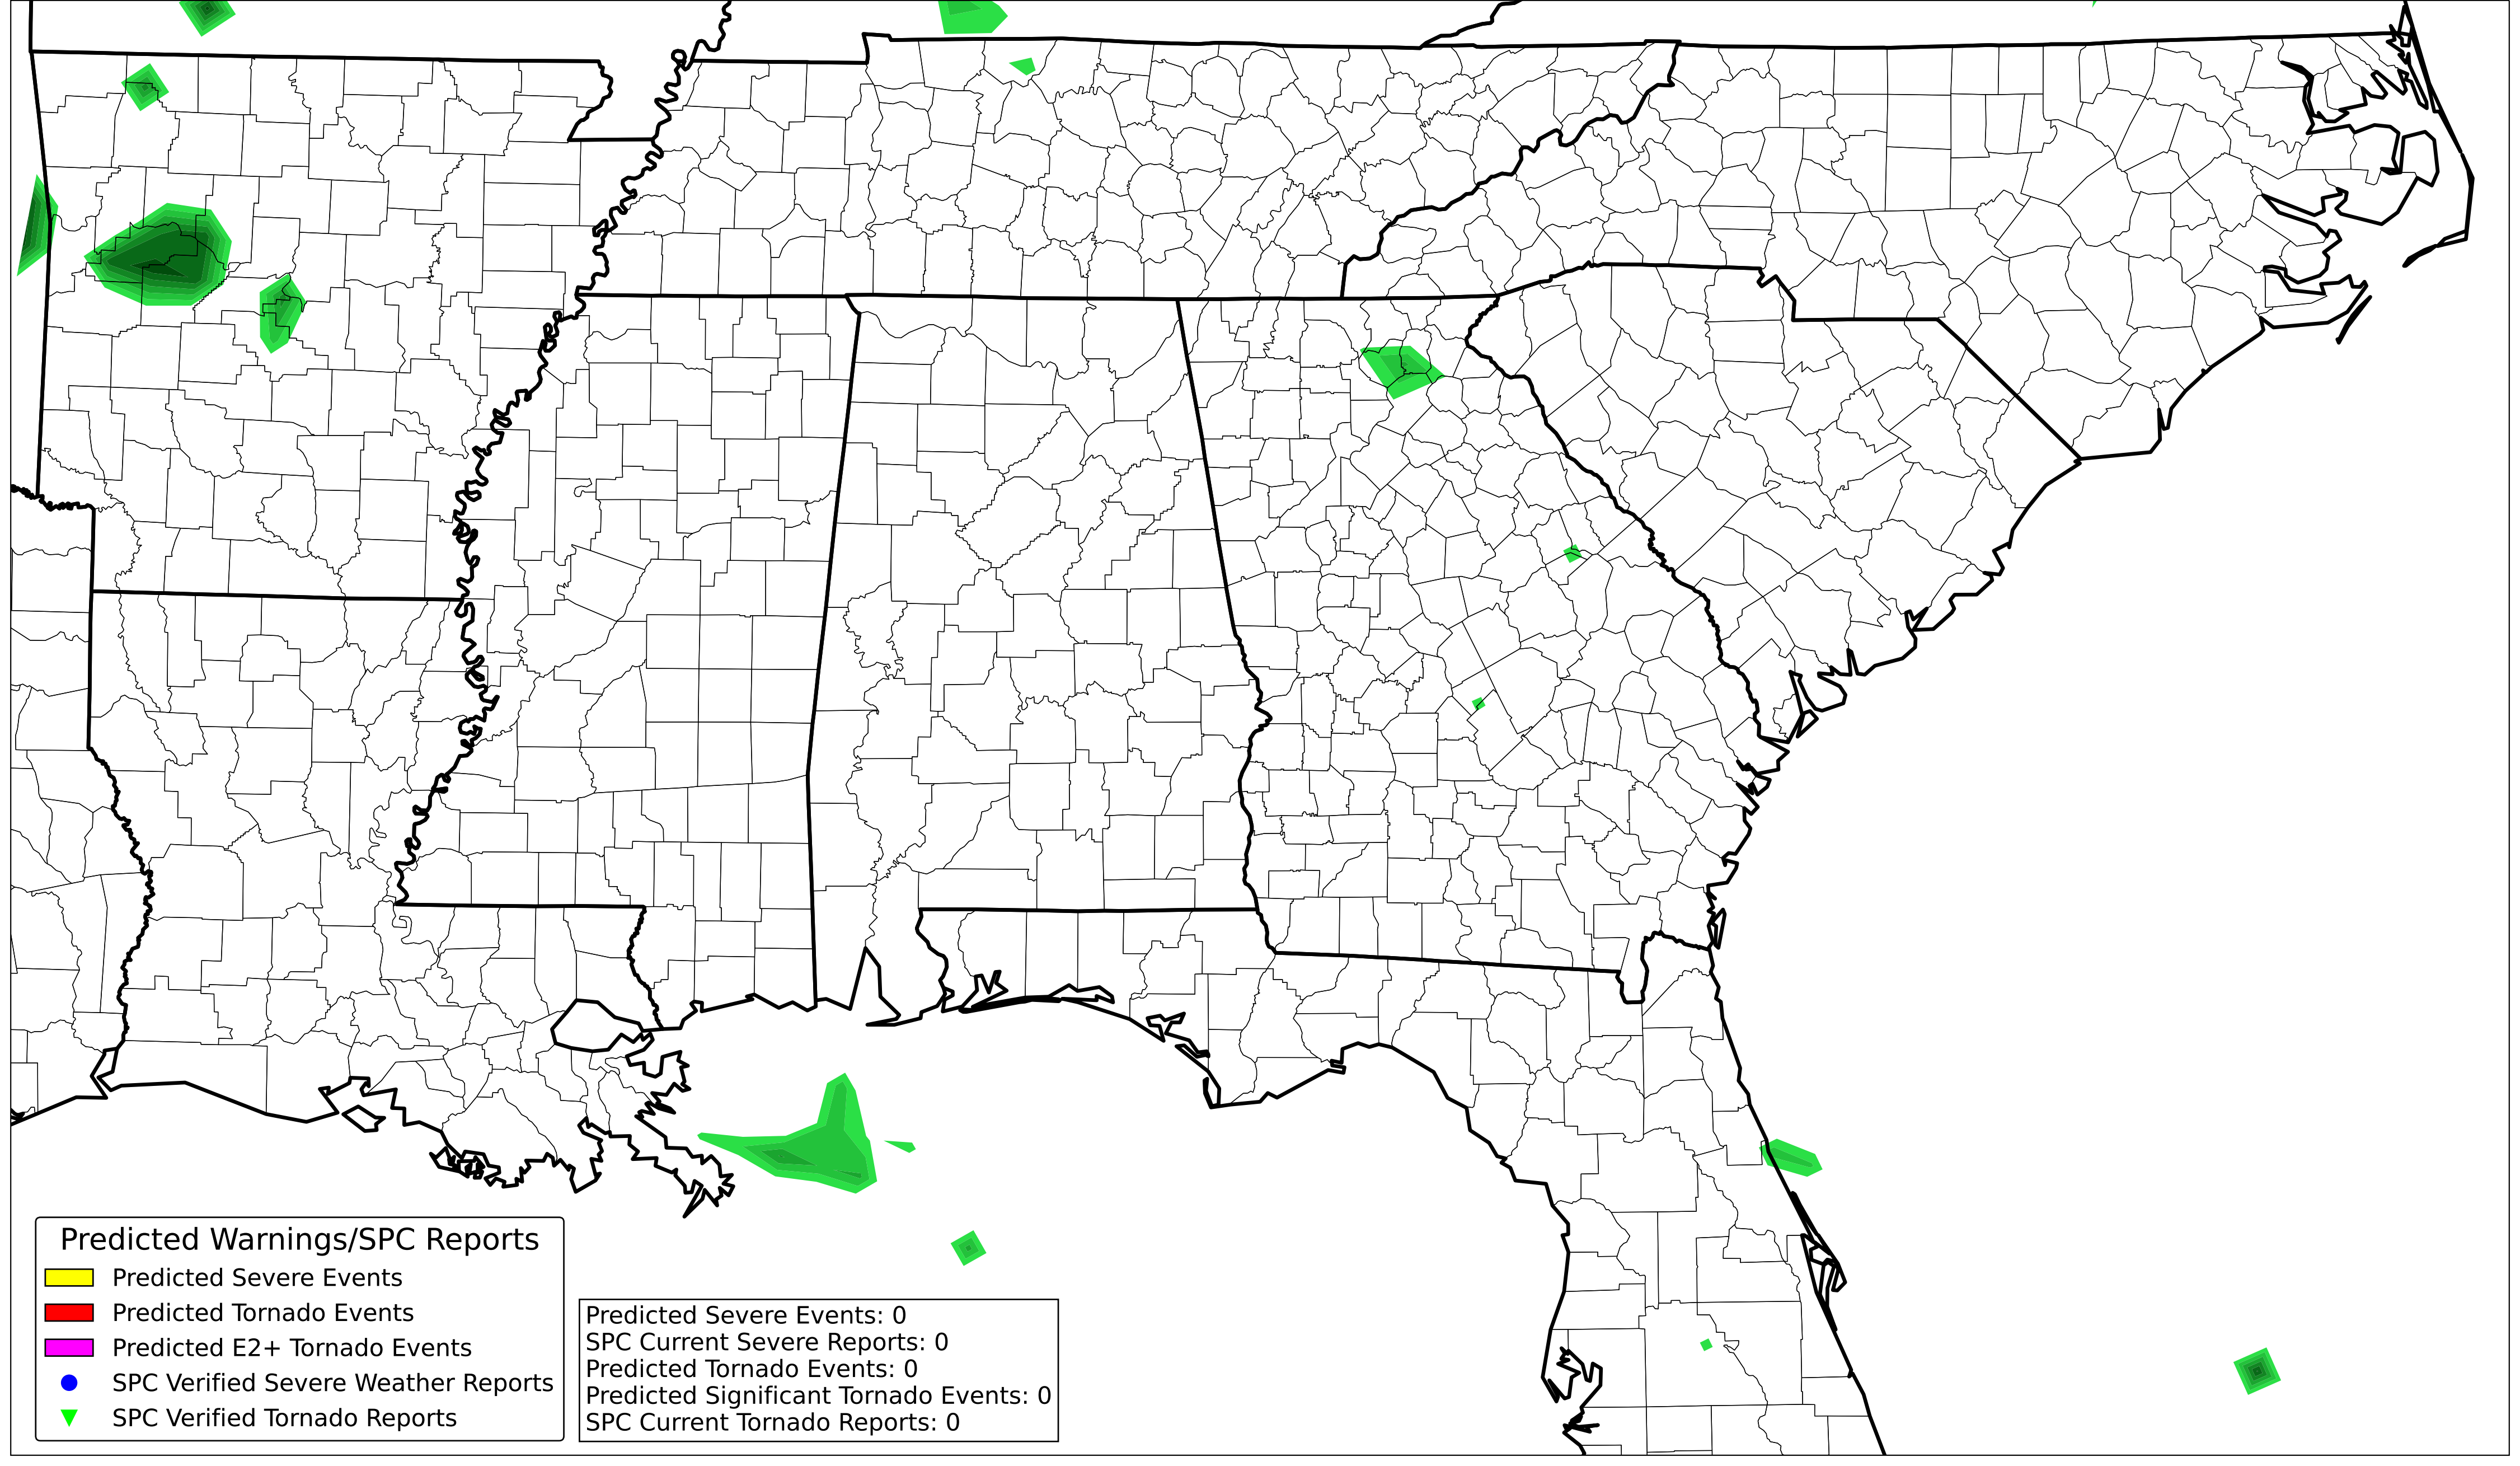 Predicted Warnings/SPC Reports
Predicted Severe Events
Predicted Tornado Events
Predicted E2+ Tornado Events
SPC Verified Severe Weather Reports
SPC Verified Tornado Reports
Predicted Severe Events: 0
SPC Current Severe Reports: 0
Predicted Tornado Events: 0
Predicted Significant Tornado Events: 0
SPC Current Tornado Reports: 0